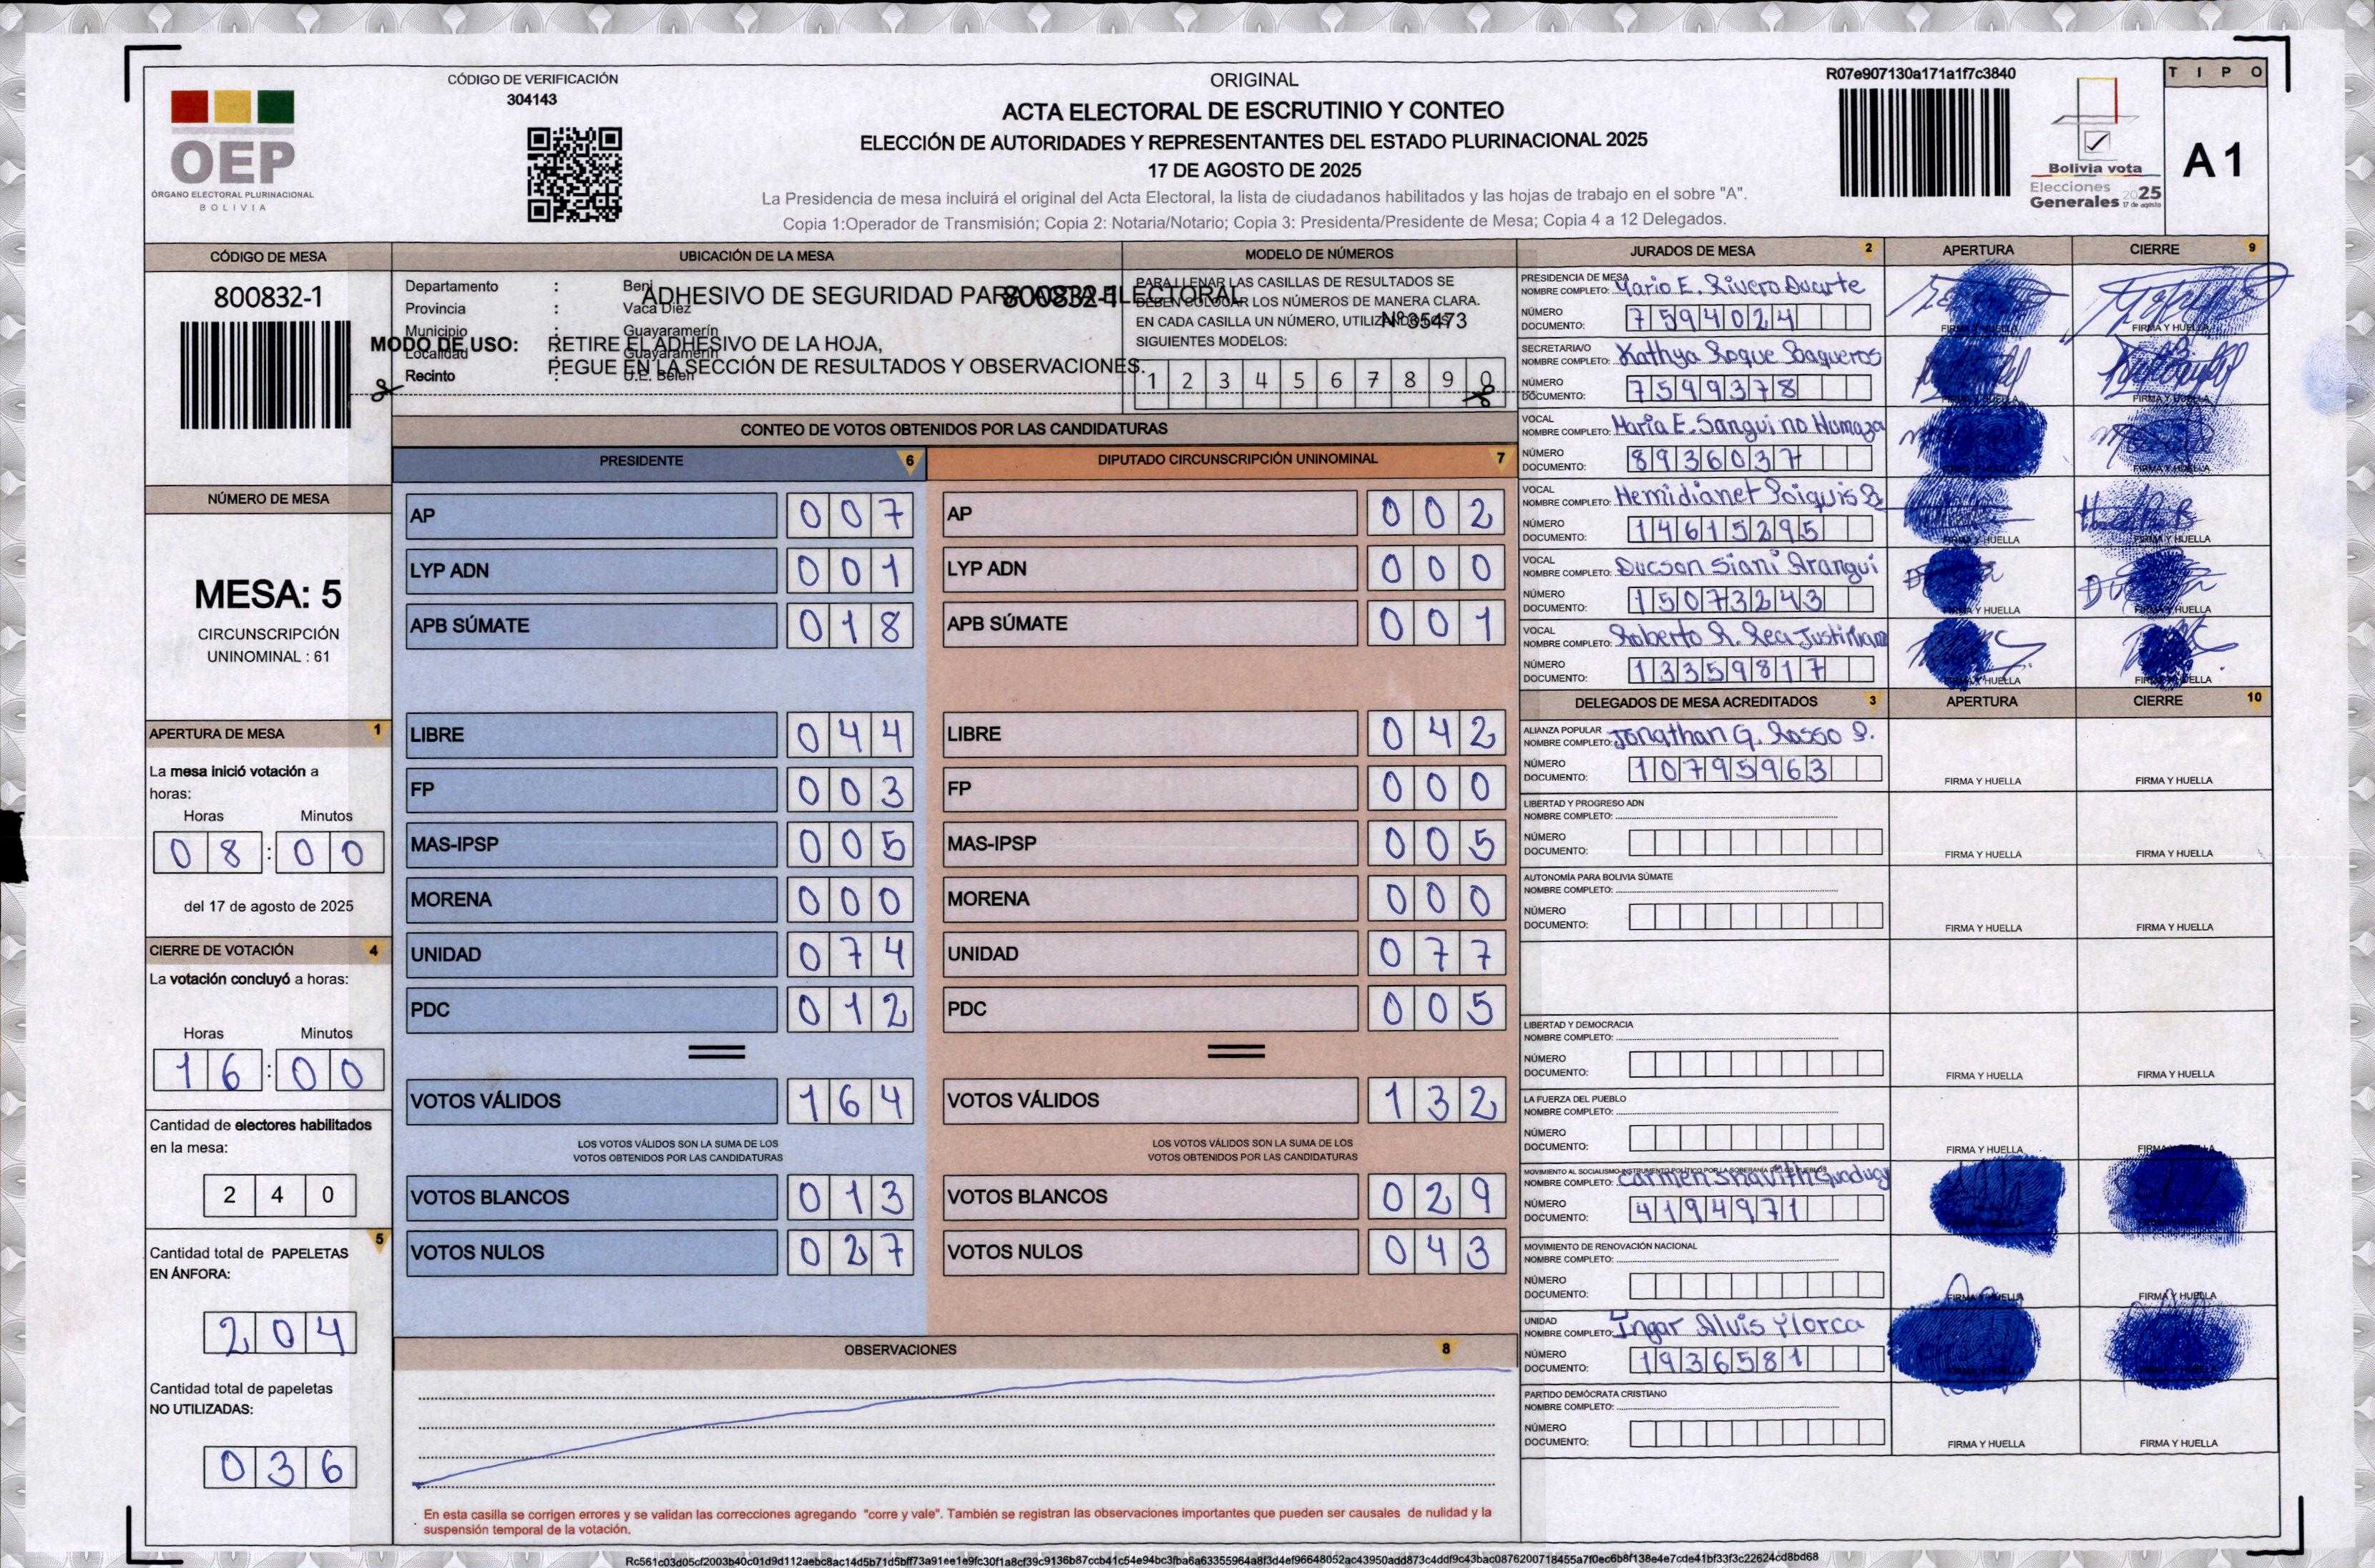 CÓDIGO DE VERIFICACIÓN
304143
OEP
ÓRGANO ELECTORAL PLURINACIONAL
BOLIVIA
ORIGINAL
ACTA ELECTORAL DE ESCRUTINIO Y CONTEO
ELECCIÓN DE AUTORIDADES Y REPRESENTANTES DEL ESTADO PLURINACIONAL 2025
17 DE AGOSTO DE 2025
La Presidencia de mesa incluirá el original del Acta Electoral, la lista de ciudadanos habilitados y las hojas de trabajo en el sobre "A".
Copia 1:Operador de Transmisión; Copia 2: Notaria/Notario; Copia 3: Presidenta/Presidente de Mesa; Copia 4 a 12 Delegados.
R07e907130a171a1f7c3840
Bolivia vota
Elecciones
Generales 2025
17 de agosto
TIPO
A1
CÓDIGO DE MESA
800832-1
NÚMERO DE MESA
MESA: 5
CIRCUNSCRIPCIÓN
UNINOMINAL : 61
APERTURA DE MESA 1
La mesa inició votación a
horas:
Horas Minutos
08:00
del 17 de agosto de 2025
CIERRE DE VOTACIÓN 4
La votación concluyó a horas:
Horas Minutos
16:00
Cantidad de electores habilitados
en la mesa:
240
5
Cantidad total de PAPELETAS
EN ÁNFORA:
204
Cantidad total de papeletas
NO UTILIZADAS:
036
UBICACIÓN DE LA MESA
Departamento : Beni
Provincia : Vaca Díez
Municipio : Guayaramerín
Localidad : Guayaramerín
Recinto : U.E. Belén
ADHESIVO DE SEGURIDAD PARA ACTA ELECTORAL
800832-1
Nº 35473
MODO DE USO: RETIRE EL ADHESIVO DE LA HOJA,
PEGUE EN LA SECCIÓN DE RESULTADOS Y OBSERVACIONES.
MODELO DE NÚMEROS
PARA LLENAR LAS CASILLAS DE RESULTADOS SE
DEBEN COLOCAR LOS NÚMEROS DE MANERA CLARA.
EN CADA CASILLA UN NÚMERO, UTILIZANDO LOS
SIGUIENTES MODELOS:
1 2 3 4 5 6 7 8 9 0
CONTEO DE VOTOS OBTENIDOS POR LAS CANDIDATURAS
PRESIDENTE 6
AP 007
LYP ADN 001
APB SÚMATE 018
LIBRE 044
FP 003
MAS-IPSP 005
MORENA 000
UNIDAD 074
PDC 012
VOTOS VÁLIDOS 164
LOS VOTOS VÁLIDOS SON LA SUMA DE LOS
VOTOS OBTENIDOS POR LAS CANDIDATURAS
VOTOS BLANCOS 013
VOTOS NULOS 027
DIPUTADO CIRCUNSCRIPCIÓN UNINOMINAL 7
AP 002
LYP ADN 000
APB SÚMATE 001
LIBRE 042
FP 000
MAS-IPSP 005
MORENA 000
UNIDAD 077
PDC 005
VOTOS VÁLIDOS 132
LOS VOTOS VÁLIDOS SON LA SUMA DE LOS
VOTOS OBTENIDOS POR LAS CANDIDATURAS
VOTOS BLANCOS 029
VOTOS NULOS 043
OBSERVACIONES 8
En esta casilla se corrigen errores y se validan las correcciones agregando "corre y vale". También se registran las observaciones importantes que pueden ser causales de nulidad y la
suspensión temporal de la votación.
JURADOS DE MESA 2 APERTURA CIERRE 9
PRESIDENCIA DE MESA
NOMBRE COMPLETO: Mario E. Rivero Duarte
NÚMERO
DOCUMENTO: 7594024
FIRMA Y HUELLA FIRMA Y HUELLA
SECRETARIA/O
NOMBRE COMPLETO: Kathya Roque Baqueros
NÚMERO
DOCUMENTO: 7599378
FIRMA Y HUELLA FIRMA Y HUELLA
VOCAL
NOMBRE COMPLETO: Maria E. Sanguino Humaza
NÚMERO
DOCUMENTO: 8936037
FIRMA Y HUELLA FIRMA Y HUELLA
VOCAL
NOMBRE COMPLETO: Hemidianet
NÚMERO
DOCUMENTO: 14615295
FIRMA Y HUELLA FIRMA Y HUELLA
VOCAL
NOMBRE COMPLETO: Ducson Siani Arangui
NÚMERO
DOCUMENTO: 15073243
FIRMA Y HUELLA FIRMA Y HUELLA
VOCAL
NOMBRE COMPLETO: Roberto R. Rea Justiniano
NÚMERO
DOCUMENTO: 13359817
FIRMA Y HUELLA FIRMA Y HUELLA
DELEGADOS DE MESA ACREDITADOS 3 APERTURA CIERRE 10
ALIANZA POPULAR
NOMBRE COMPLETO: Jonathan G. Rosso P.
NÚMERO
DOCUMENTO: 10795963
FIRMA Y HUELLA FIRMA Y HUELLA
LIBERTAD Y PROGRESO ADN
NOMBRE COMPLETO:
NÚMERO
DOCUMENTO:
FIRMA Y HUELLA FIRMA Y HUELLA
AUTONOMÍA PARA BOLIVIA SÚMATE
NOMBRE COMPLETO:
NÚMERO
DOCUMENTO:
FIRMA Y HUELLA FIRMA Y HUELLA
LIBERTAD Y DEMOCRACIA
NOMBRE COMPLETO:
NÚMERO
DOCUMENTO:
FIRMA Y HUELLA FIRMA Y HUELLA
LA FUERZA DEL PUEBLO
NOMBRE COMPLETO:
NÚMERO
DOCUMENTO:
FIRMA Y HUELLA FIRMA Y HUELLA
MOVIMIENTO AL SOCIALISMO-INSTRUMENTO POLÍTICO POR LA SOBERANÍA DE LOS PUEBLOS
NOMBRE COMPLETO: Carmen
NÚMERO
DOCUMENTO: 4194971
MOVIMIENTO DE RENOVACIÓN NACIONAL
NOMBRE COMPLETO:
NÚMERO
DOCUMENTO:
FIRMA Y HUELLA FIRMA Y HUELLA
UNIDAD
NOMBRE COMPLETO: Ingar Alvis Llorca
NÚMERO
DOCUMENTO: 1936581
PARTIDO DEMÓCRATA CRISTIANO
NOMBRE COMPLETO:
NÚMERO
DOCUMENTO:
FIRMA Y HUELLA FIRMA Y HUELLA